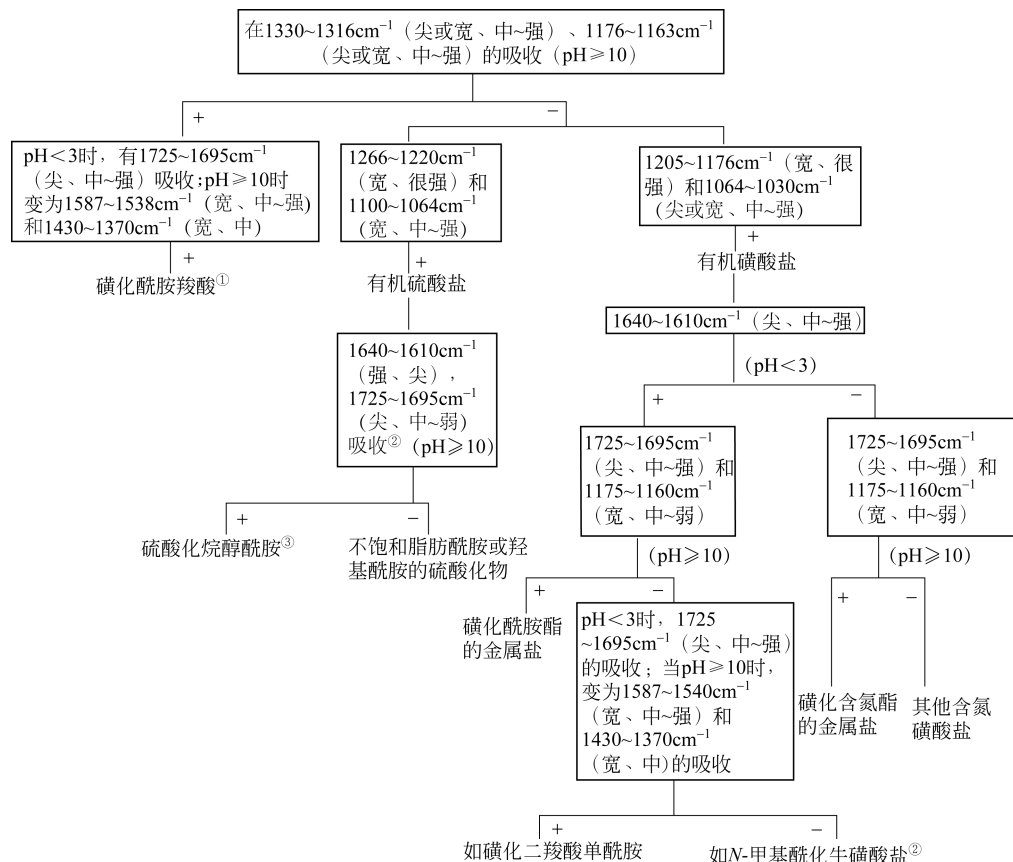 在1330~1316cm⁻¹（尖或宽、中~强）、1176~1163cm⁻¹
（尖或宽、中~强）的吸收（pH≥10）
+
−
pH＜3时，有1725~1695cm⁻¹
（尖、中~强）吸收;pH≥10时
变为1587~1538cm⁻¹（宽、中~强)
和1430~1370cm⁻¹（宽、中）
+
磺化酰胺羧酸①
1266~1220cm⁻¹
（宽、很强）和
1100~1064cm⁻¹
（宽、中~强）
+
有机硫酸盐
1640~1610cm⁻¹
（强、尖），
1725~1695cm⁻¹
（尖、中~弱）
吸收②（pH≥10）
+
−
硫酸化烷醇酰胺③
不饱和脂肪酰胺或羟
基酰胺的硫酸化物
1205~1176cm⁻¹（宽、很
强）和1064~1030cm⁻¹
（尖或宽、中~强）
+
有机磺酸盐
1640~1610cm⁻¹（尖、中~强）
（pH＜3）
+
−
1725~1695cm⁻¹
（尖、中~强）和
1175~1160cm⁻¹
（宽、中~弱）
（pH≥10）
+
−
磺化酰胺酯
的金属盐
pH＜3时，1725
~1695cm⁻¹（尖、中~强）
的吸收；当pH≥10时，
变为1587~1540cm⁻¹
（宽、中~强）和
1430~1370cm⁻¹
（宽、中)的吸收
+
−
如磺化二羧酸单酰胺
如N-甲基酰化牛磺酸盐②
1725~1695cm⁻¹
（尖、中~强）和
1175~1160cm⁻¹
（宽、中~弱）
（pH≥10）
+
−
磺化含氮酯
的金属盐
其他含氮
磺酸盐